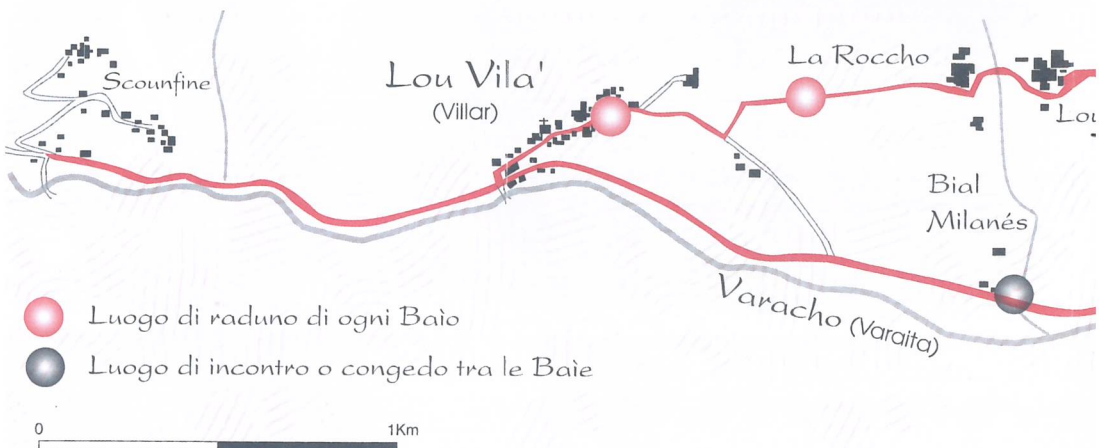 Scounfine
Lou Vila'
(Villar)
La Roccho
Lou
Bial
Milanés
Varacho (Varaita)
Luogo di raduno di ogni Baìo
Luogo di incontro o congedo tra le Baìe
0 1Km